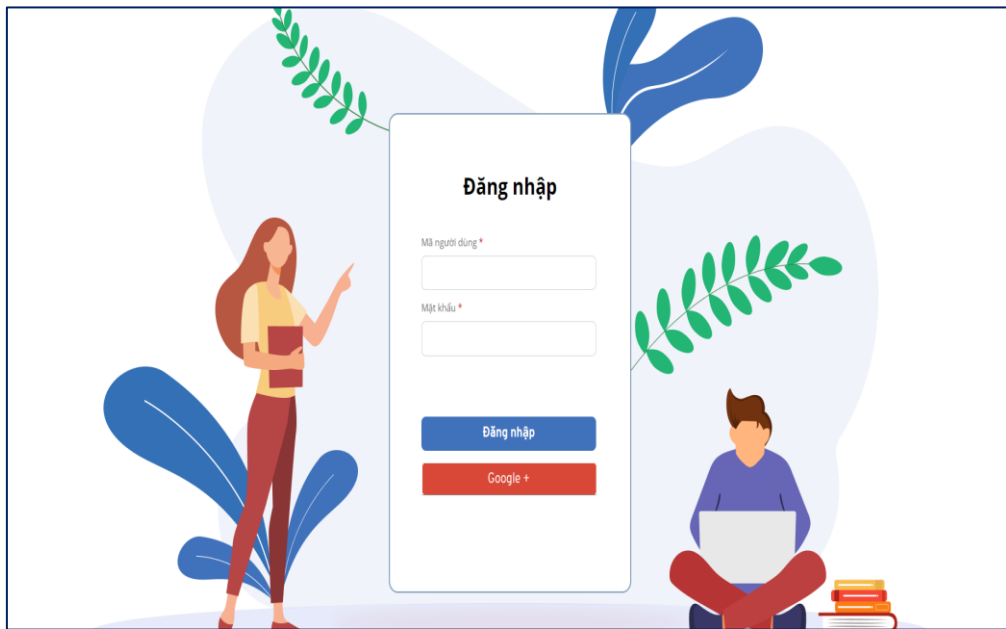 Đăng nhập
Mã người dùng *
Mật khẩu *
Đăng nhập
Google +